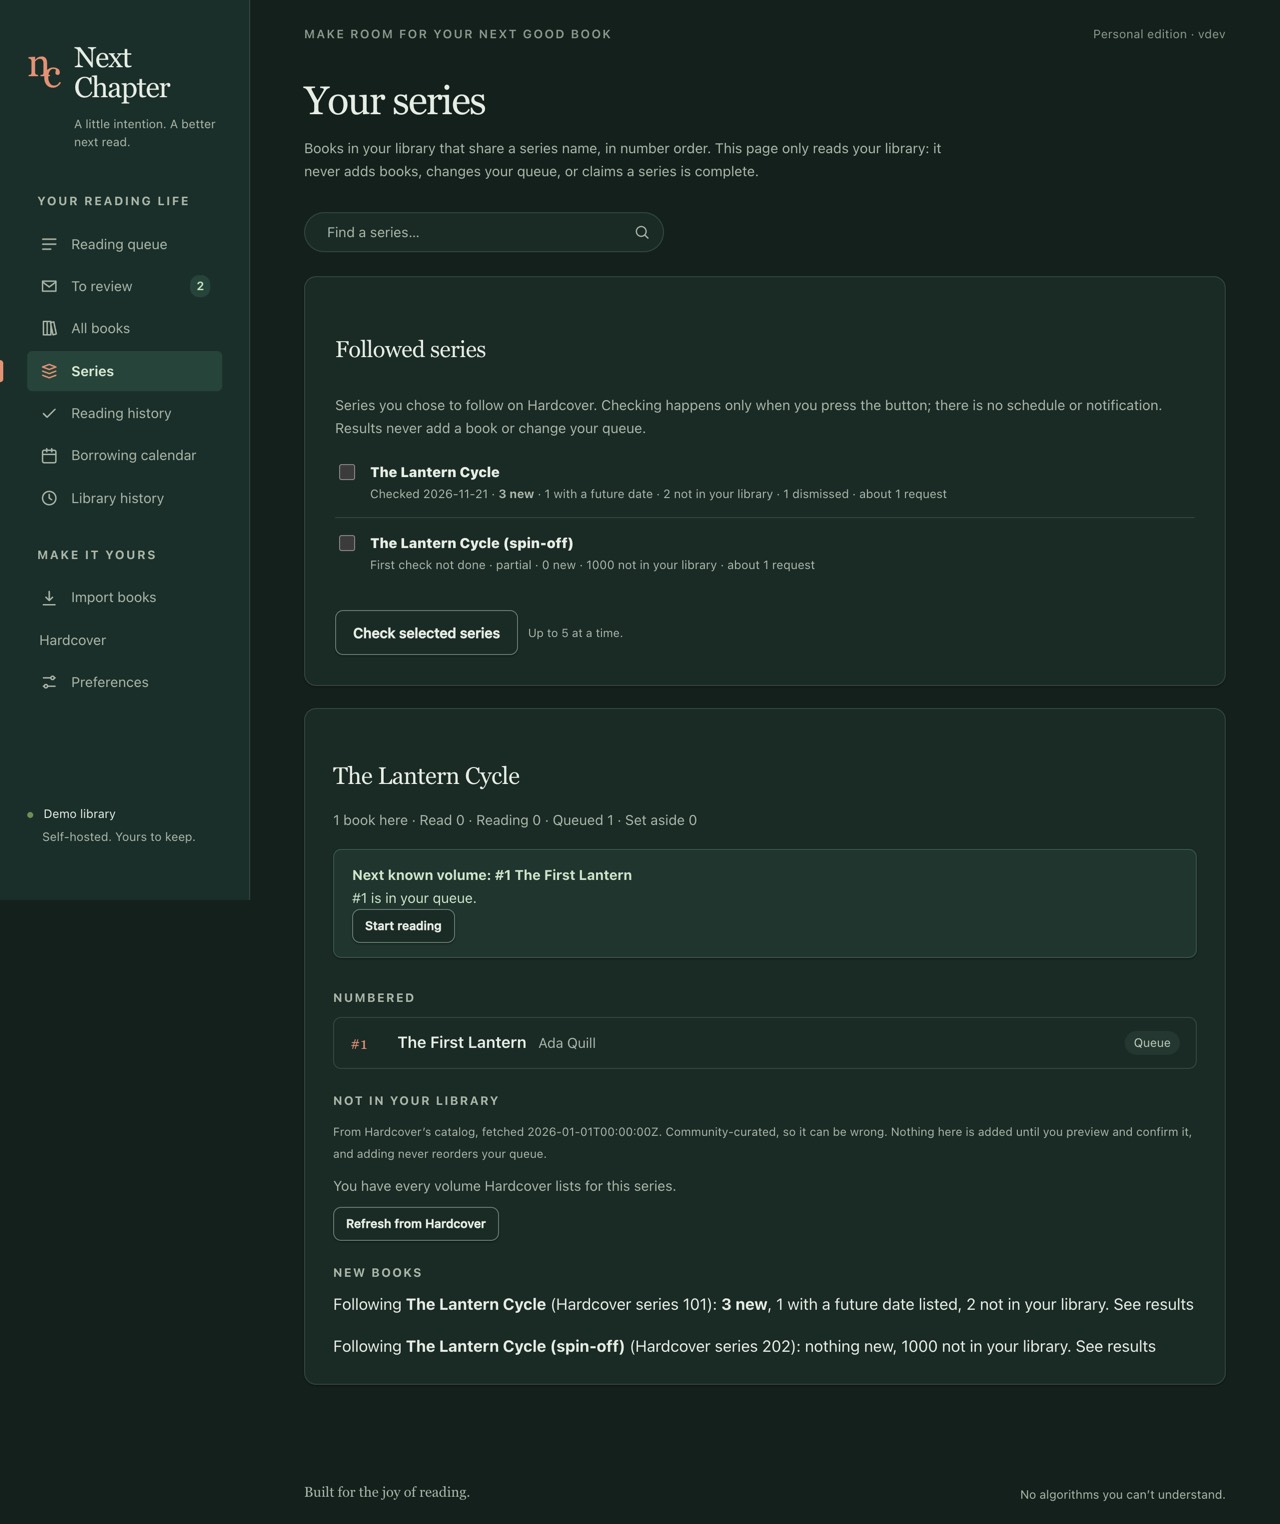 nc
Next
Chapter
A little intention. A better
next read.
YOUR READING LIFE
Reading queue
To review
2
All books
Series
Reading history
Borrowing calendar
Library history
MAKE IT YOURS
Import books
Hardcover
Preferences
Demo library
Self-hosted. Yours to keep.
MAKE ROOM FOR YOUR NEXT GOOD BOOK
Personal edition · vdev
Your series
Books in your library that share a series name, in number order. This page only reads your library: it
never adds books, changes your queue, or claims a series is complete.
Find a series...
Followed series
Series you chose to follow on Hardcover. Checking happens only when you press the button; there is no schedule or notification.
Results never add a book or change your queue.
The Lantern Cycle
Checked 2026-11-21 · 3 new · 1 with a future date · 2 not in your library · 1 dismissed · about 1 request
The Lantern Cycle (spin-off)
First check not done · partial · 0 new · 1000 not in your library · about 1 request
Check selected series
Up to 5 at a time.
The Lantern Cycle
1 book here · Read 0 · Reading 0 · Queued 1 · Set aside 0
Next known volume: #1 The First Lantern
#1 is in your queue.
Start reading
NUMBERED
#1 The First Lantern Ada Quill Queue
NOT IN YOUR LIBRARY
From Hardcover’s catalog, fetched 2026-01-01T00:00:00Z. Community-curated, so it can be wrong. Nothing here is added until you preview and confirm it,
and adding never reorders your queue.
You have every volume Hardcover lists for this series.
Refresh from Hardcover
NEW BOOKS
Following The Lantern Cycle (Hardcover series 101): 3 new, 1 with a future date listed, 2 not in your library. See results
Following The Lantern Cycle (spin-off) (Hardcover series 202): nothing new, 1000 not in your library. See results
Built for the joy of reading.
No algorithms you can’t understand.